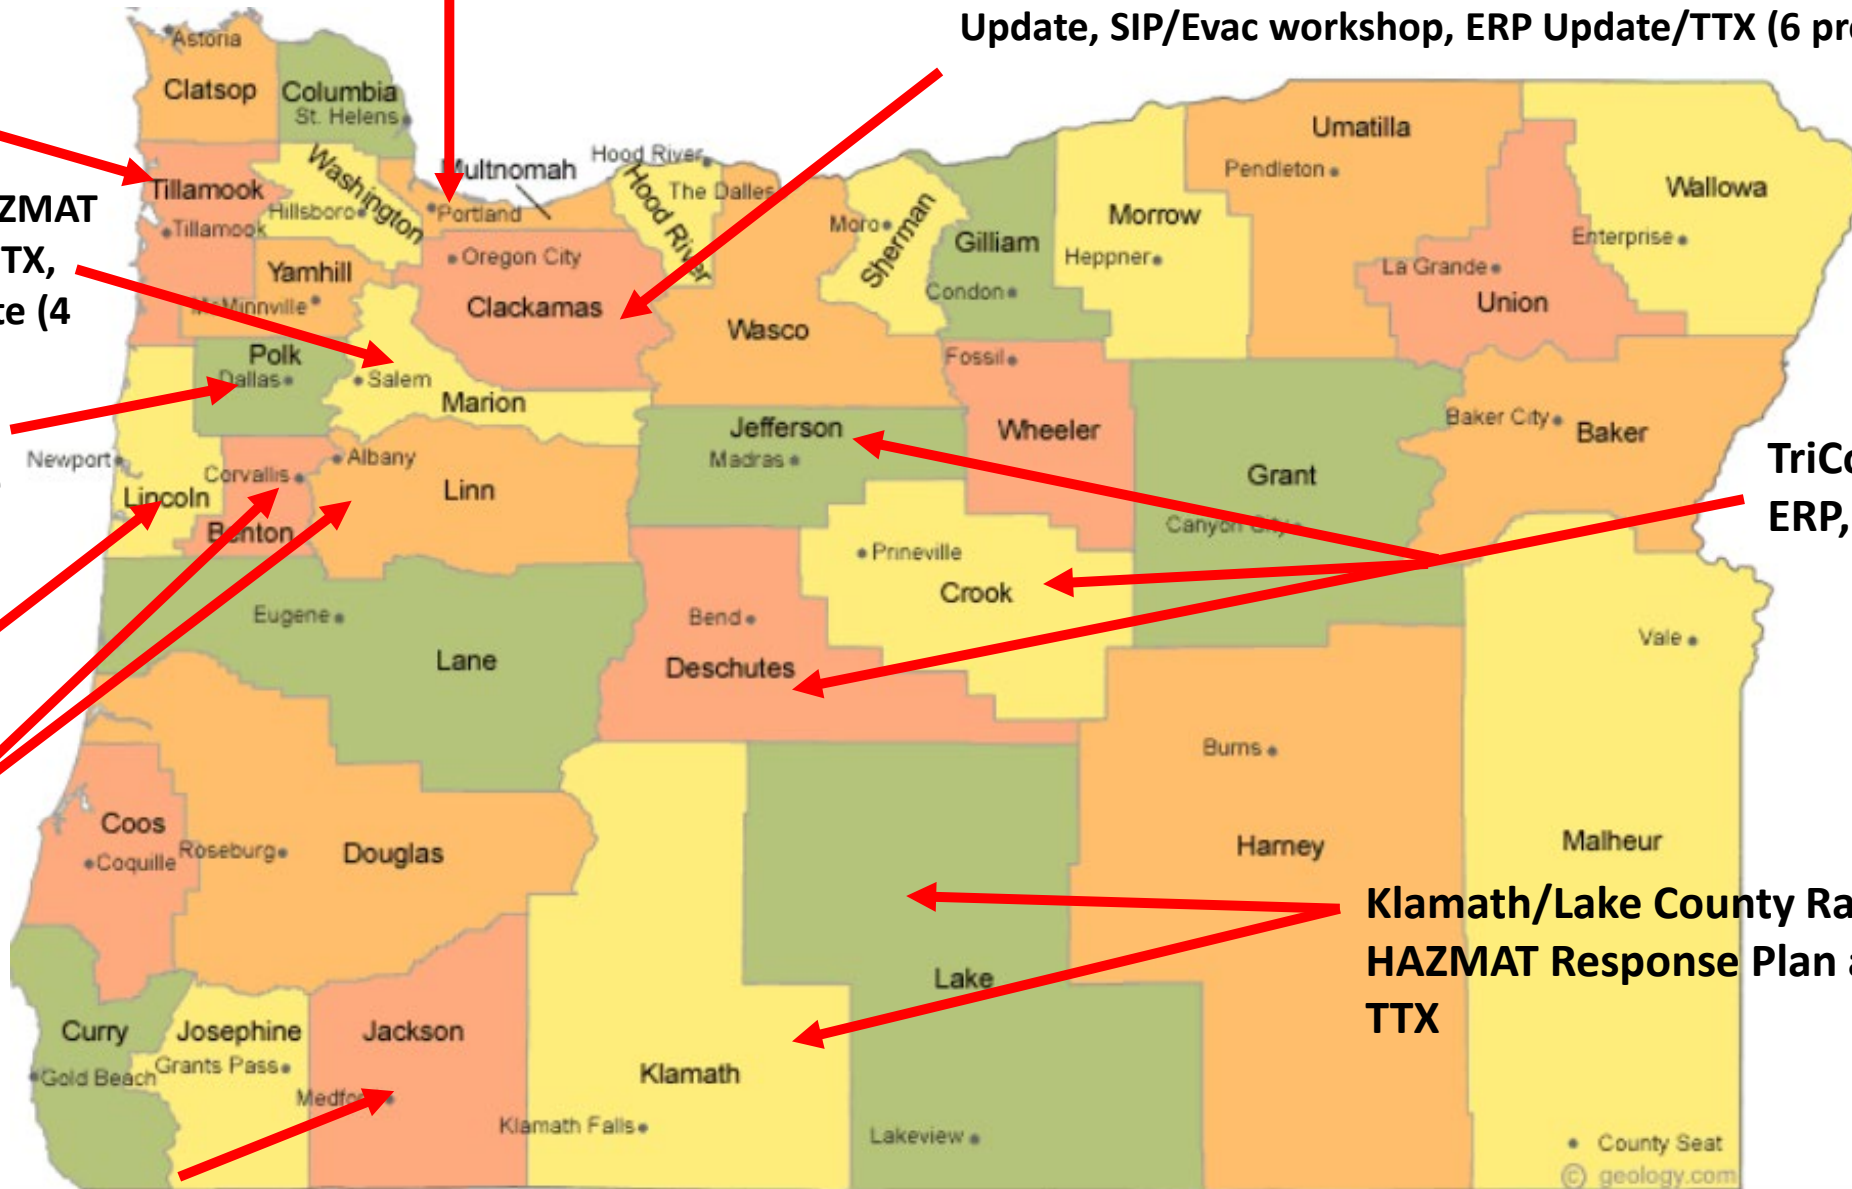 Update, SIP/Evac workshop, ERP Update/TTX (6
Astoria
Clatsop
Columbia
St. Helens
Washington
Multnomah
Hood River
The Dalles
Hood River
Umatilla
Pendleton
Wallowa
Tillamook
Hillsboro
Portland
Tillamook
Moro
Sherman
Gilliam
Morrow
Heppner
Enterprise
HAZMAT
TTX,
(4
Yamhill
McMinnville
Oregon City
Clackamas
Wasco
Condon
La Grande
Union
Polk
Dallas
Salem
Marion
Fossil
Wheeler
Jefferson
Madras
Grant
Canyon City
Baker City
Baker
Newport
Lincoln
Corvallis
Benton
Albany
Linn
ERP,
Prineville
Crook
Eugene
Lane
Bend
Deschutes
Vale
Burns
Harney
Malheur
Coos
Coquille
Roseburg
Douglas
Klamath/Lake County
HAZMAT Response Plan
TTX
Lake
Curry
Gold Beach
Josephine
Grants Pass
Jackson
Medford
Klamath
Klamath Falls
Lakeview
County Seat
© geology.com